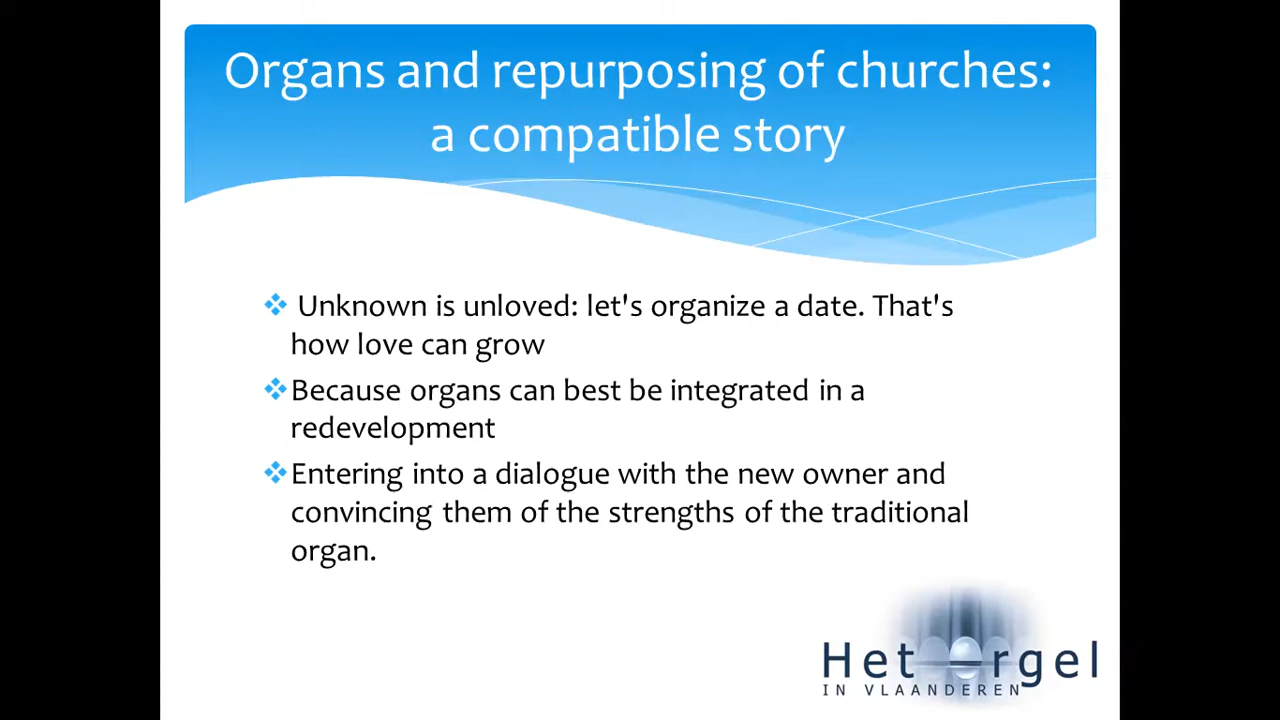 Organs and repurposing of churches:
a compatible story
Unknown is unloved: let's organize a date. That's
how love can grow
Because organs can best be integrated in a
redevelopment
Entering into a dialogue with the new owner and
convincing them of the strengths of the traditional
organ.
Het orgel
IN VLAANDEREN